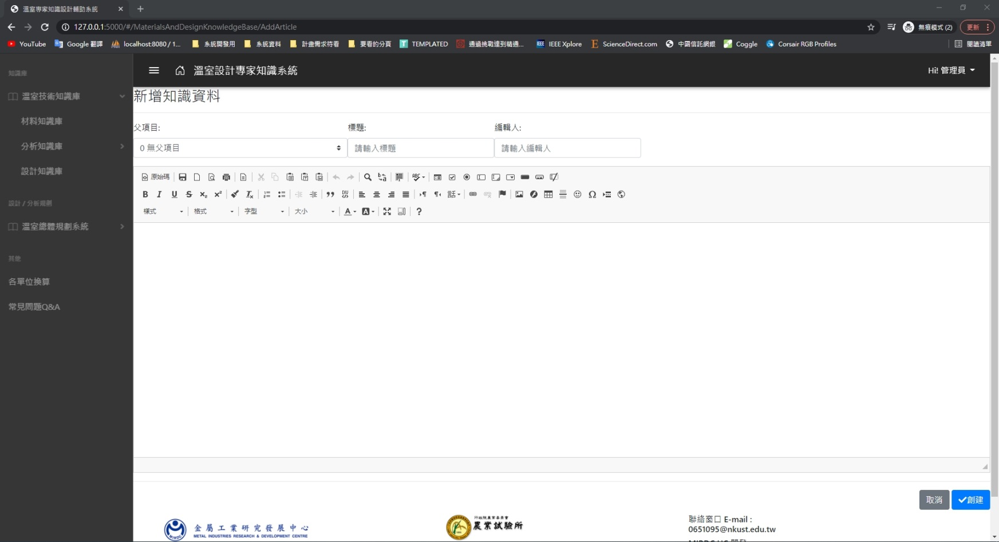 溫室專家知識設計輔助系統
127.0.0.1:5000/#/MaterialsAndDesignKnowledgeBase/AddArticle
無痕模式 (2)
更新
YouTube
Google 翻譯
localhost:8080 / 1...
系統開發用
系統資料
計畫需求特看
要看的分頁
TEMPLATED
通過挑戰達到精通...
IEEE Xplore
ScienceDirect.com
中國信託網銀
Coggle
Corsair RGB Profiles
閱讀清單
溫室設計專家知識系統
Hi! 管理員
知識庫
溫室技術知識庫
材料知識庫
分析知識庫
設計知識庫
設計 / 分析規劃
溫室總體規劃系統
其他
各單位換算
常見問題Q&A
新增知識資料
父項目:
標題:
編輯人:
0 無父項目
請輸入標題
請輸入編輯人
原始碼
樣式
格式
字型
大小
取消
創建
金屬工業研究發展中心
METAL INDUSTRIES RESEARCH & DEVELOPMENT CENTRE
行政院農業委員會
農業試驗所
聯絡窗口 E-mail :
0651095@nkust.edu.tw